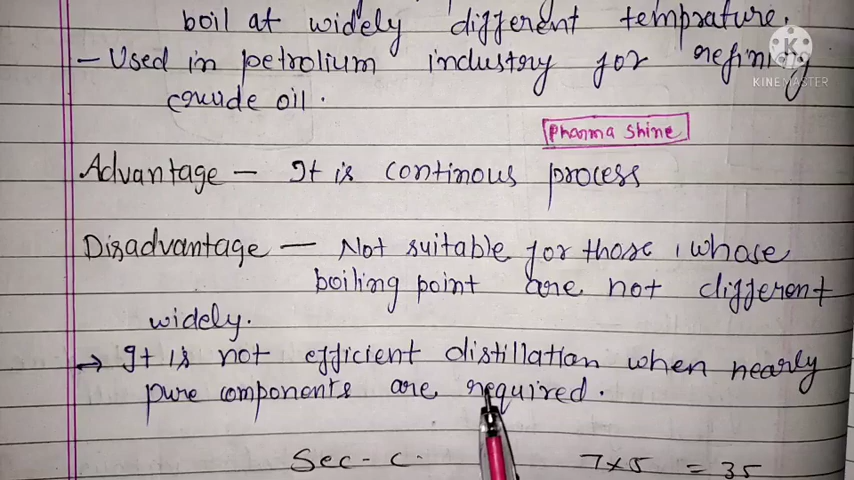 boil at widely different temprature.
- Used in petrolium industry for refining
crude oil.
K
KINEMASTER
Pharma Shine
Advantage - It is continous process
Disadvantage - Not suitable for those, whose
boiling point are not different
widely.
→ It is not efficient distillation when nearly
pure components are required.
Sec - C. 7x5 = 35